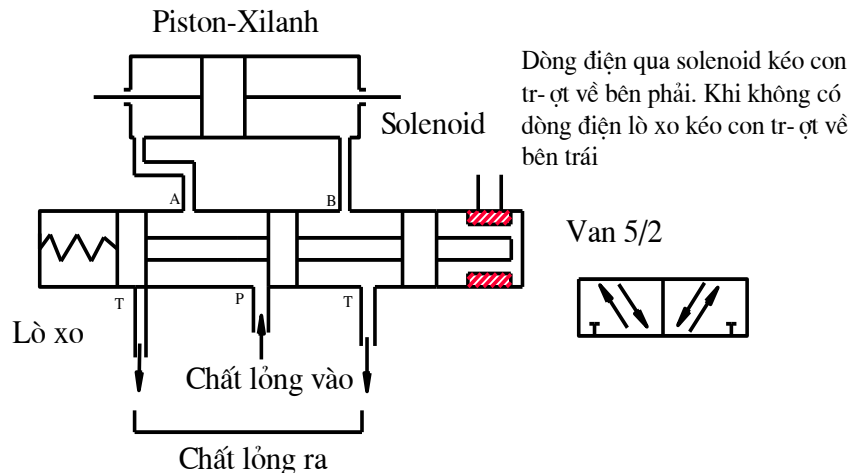 Piston-Xilanh
Dòng điện qua solenoid kéo con
tr- ợt về bên phải. Khi không có
dòng điện lò xo kéo con tr- ợt về
bên trái
Solenoid
A
B
Van 5/2
T
P
T
Lò xo
Chất lỏng vào
Chất lỏng ra